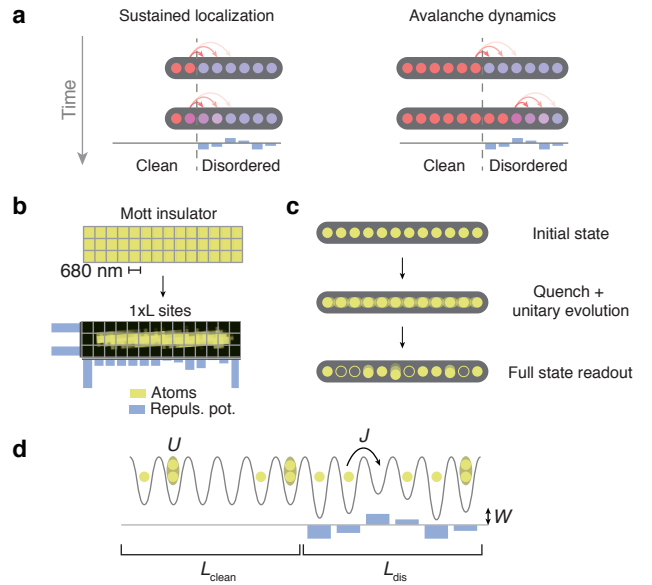 a
Sustained localization
Avalanche dynamics
Time
Clean
Disordered
Clean
Disordered
b
Mott insulator
680 nm
1xL sites
Atoms
Repuls. pot.
c
Initial state
Quench +
unitary evolution
Full state readout
d
U
J
W
L_clean
L_dis